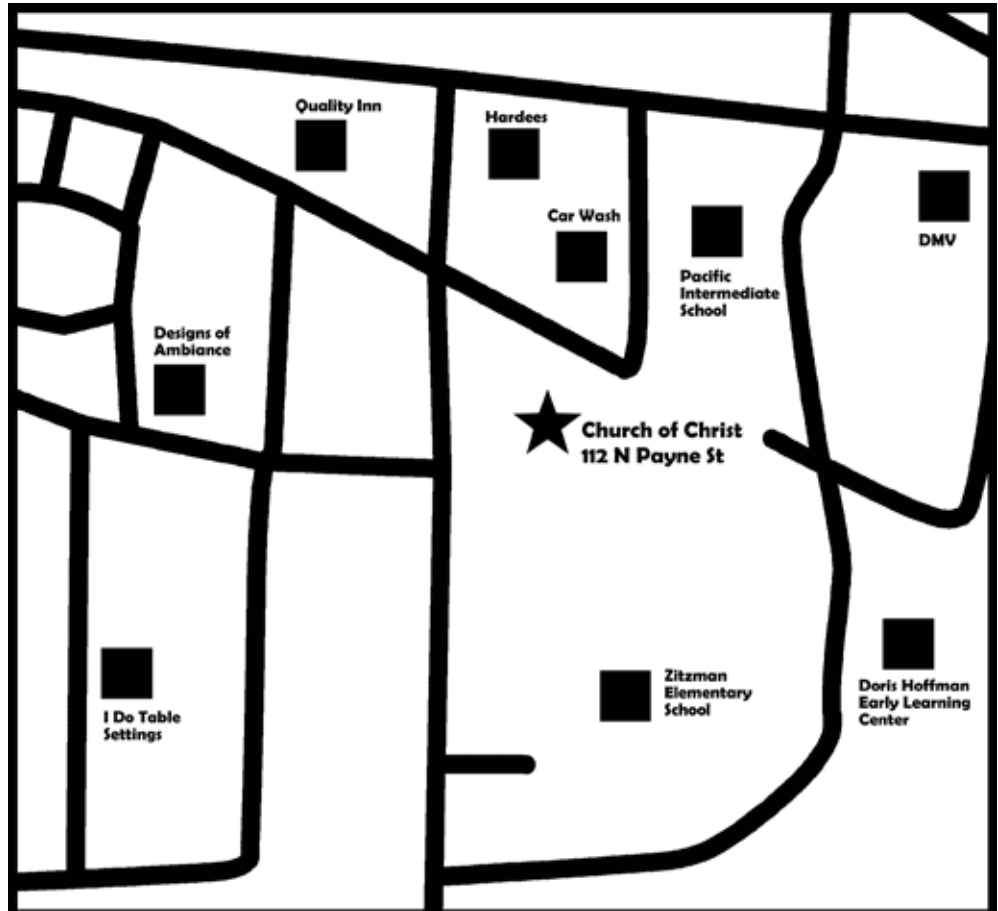 Quality Inn
Hardees
Car Wash
DMV
Pacific
Intermediate
School
Designs of
Ambiance
Church of Christ
112 N Payne St
Zitzman
Elementary
School
Doris Hoffman
Early Learning
Center
I Do Table
Settings